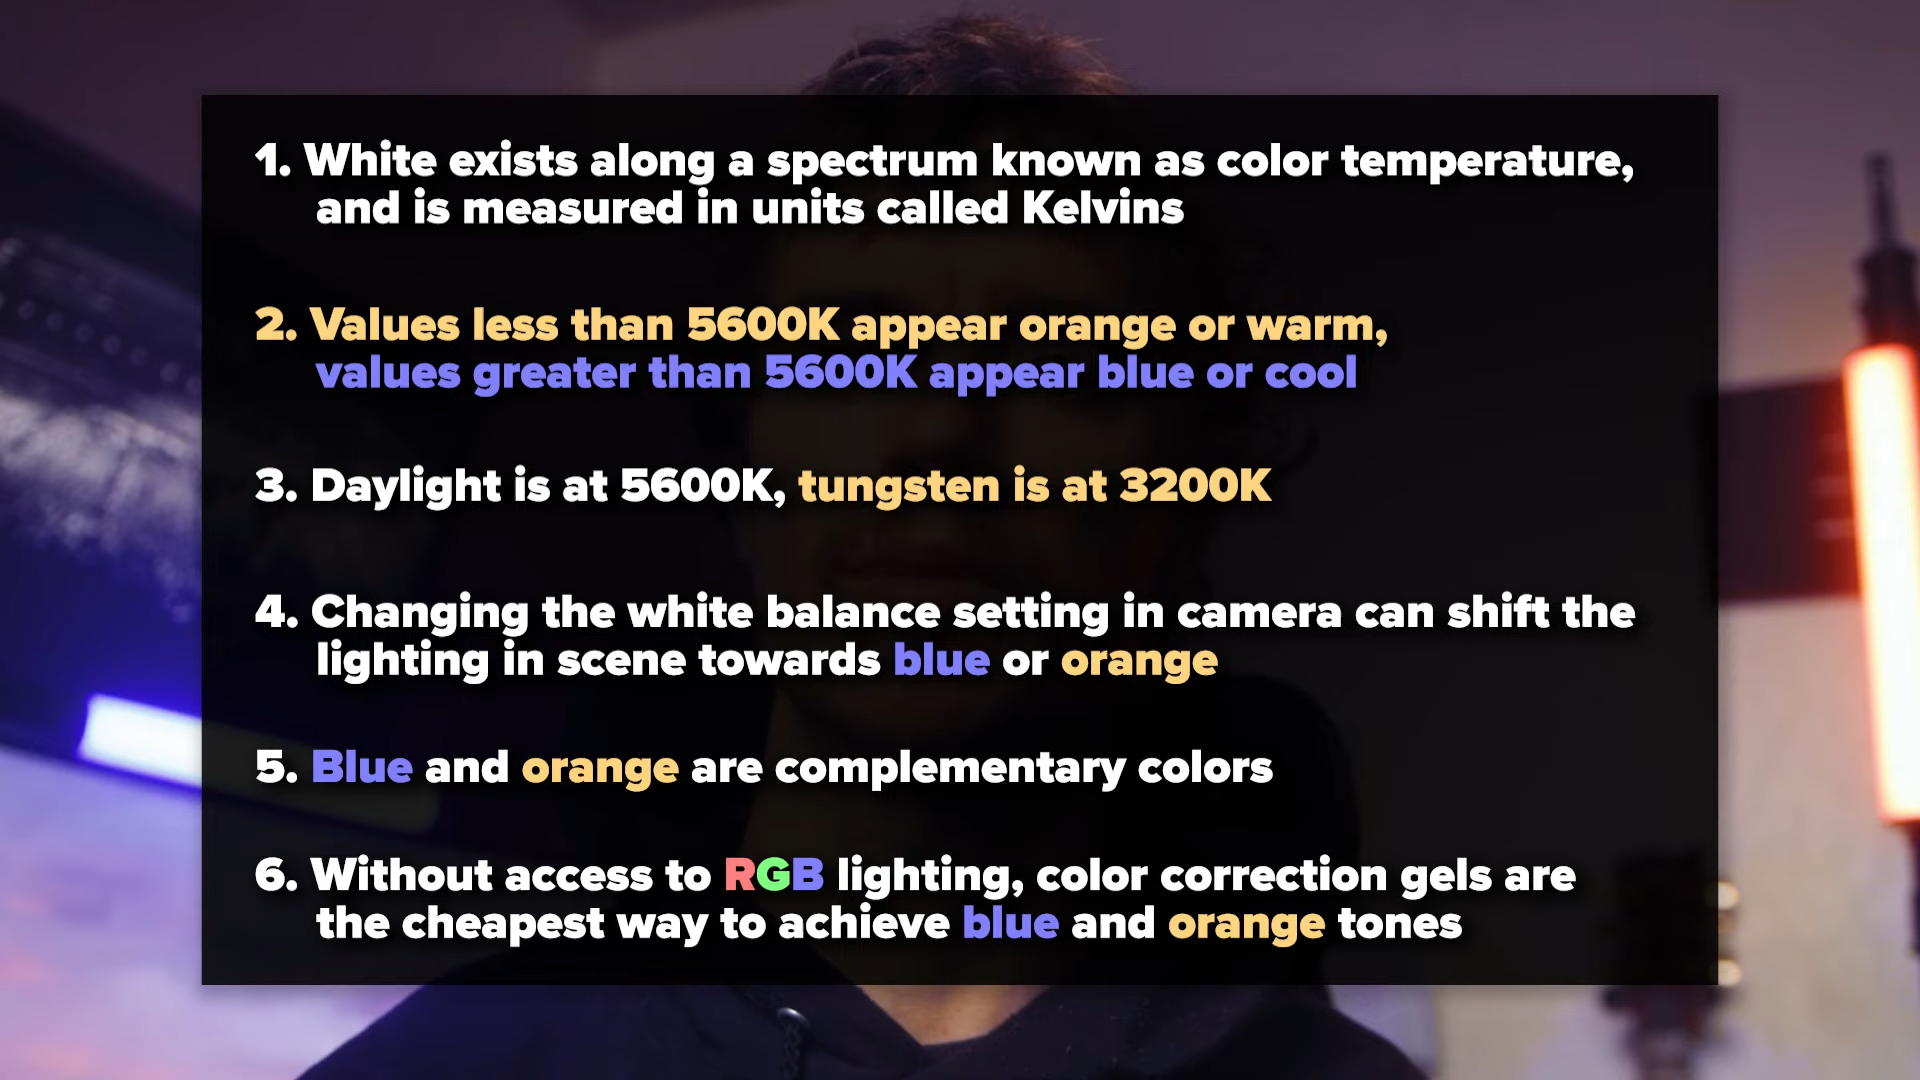 1. White exists along a spectrum known as color temperature,
and is measured in units called Kelvins
2. Values less than 5600K appear orange or warm,
values greater than 5600K appear blue or cool
3. Daylight is at 5600K, tungsten is at 3200K
4. Changing the white balance setting in camera can shift the
lighting in scene towards blue or orange
5. Blue and orange are complementary colors
6. Without access to RGB lighting, color correction gels are
the cheapest way to achieve blue and orange tones